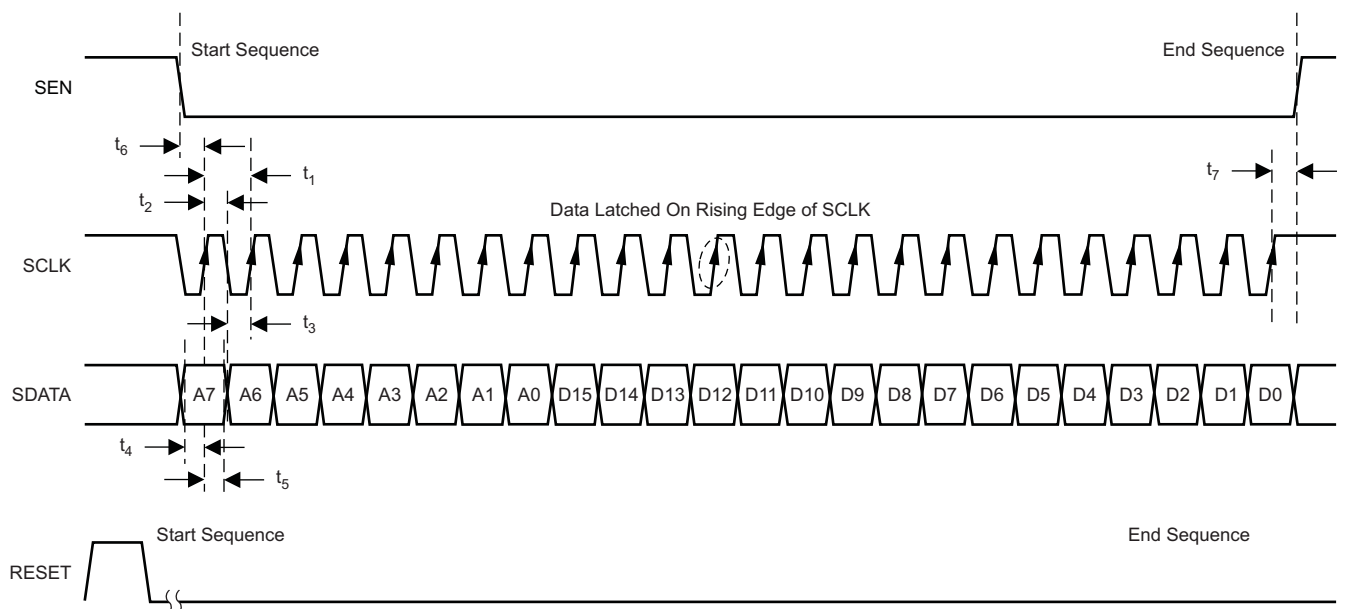 Start Sequence
End Sequence
SEN
t6
t1
t7
t2
Data Latched On Rising Edge of SCLK
SCLK
t3
SDATA
A7 A6 A5 A4 A3 A2 A1 A0 D15 D14 D13 D12 D11 D10 D9 D8 D7 D6 D5 D4 D3 D2 D1 D0
t4
t5
Start Sequence
End Sequence
RESET